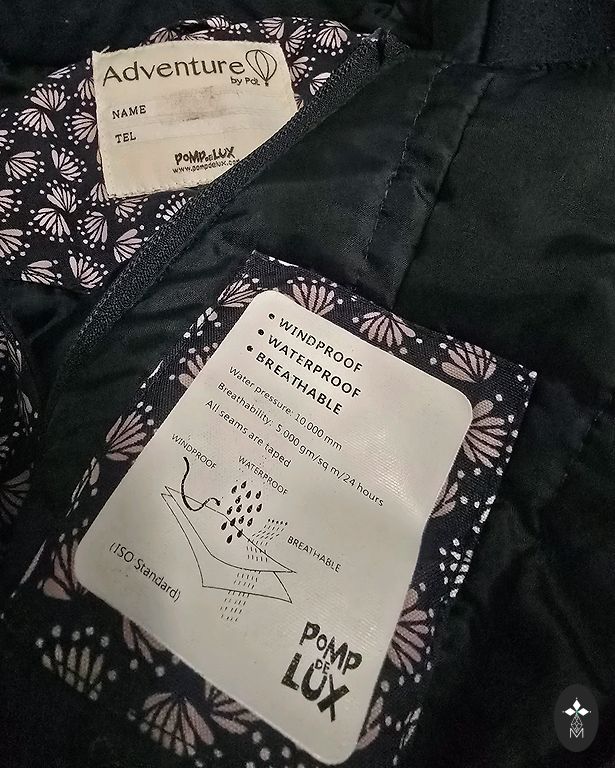 Adventure
by PdL
NAME
TEL
POMP DE LUX
www.pompdelux.com
• WINDPROOF
• WATERPROOF
• BREATHABLE
Water pressure: 10.000 mm
Breathability: 5.000 gm/sq m/24 hours
All seams are taped
WINDPROOF
WATERPROOF
BREATHABLE
(ISO Standard)
POMP
DE
LUX
M